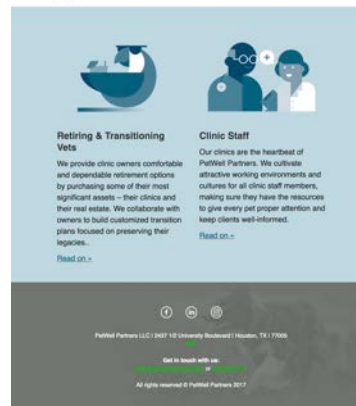 Retiring & Transitioning
Vets
We provide clinic owners comfortable
and dependable retirement options
by purchasing some of their most
significant assets – their clinics and
their real estate. We collaborate with
owners to build customized transition
plans focused on preserving their
legacies..
Read on »
Clinic Staff
Our clinics are the heartbeat of
PetWell Partners. We cultivate
attractive working environments and
cultures for all clinic staff members,
making sure they have the resources
to give every pet proper attention and
keep clients well-informed.
Read on »
PetWell Partners LLC | 2437 1/2 University Boulevard | Houston, TX | 77005
Get in touch with us:
or
All rights reserved © PetWell Partners 2017